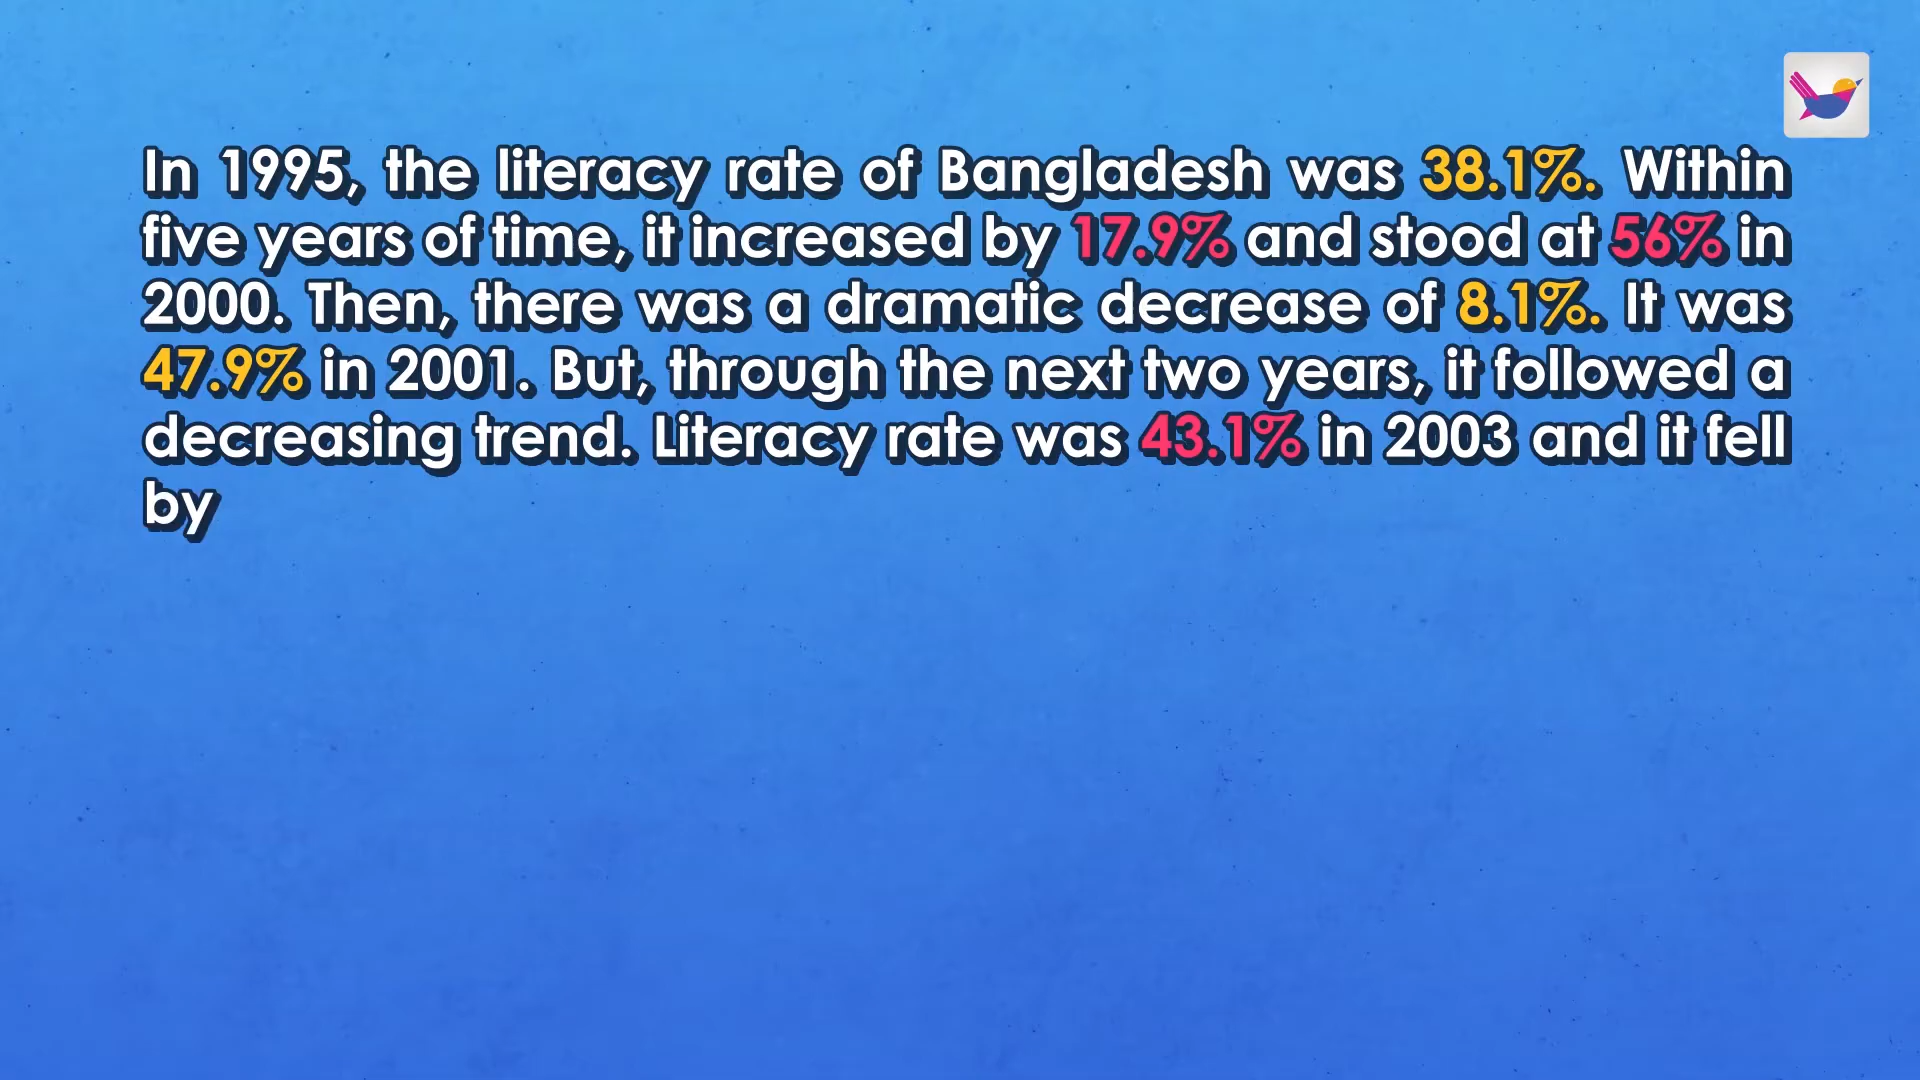 In 1995, the literacy rate of Bangladesh was 38.1%. Within
five years of time, it increased by 17.9% and stood at 56% in
2000. Then, there was a dramatic decrease of 8.1%. It was
47.9% in 2001. But, through the next two years, it followed a
decreasing trend. Literacy rate was 43.1% in 2003 and it fell
by